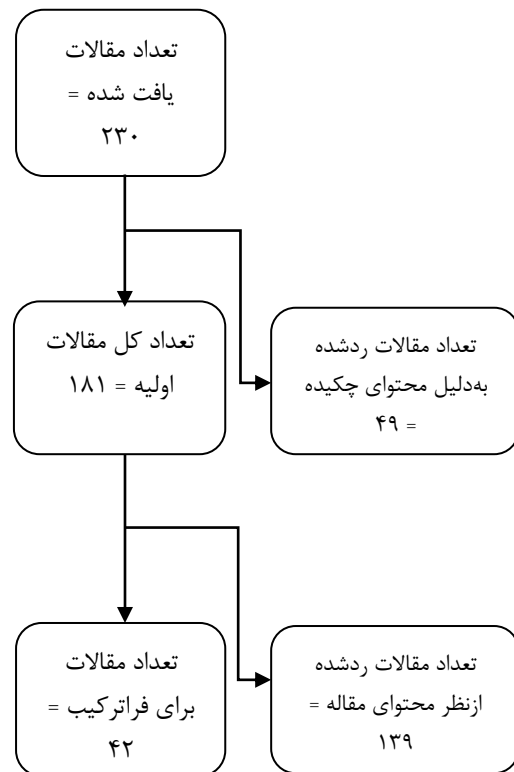 تعداد مقالات
یافت شده =
۲۳۰
تعداد کل مقالات
اولیه = ۱۸۱
تعداد مقالات ردشده
به‌دلیل محتوای چکیده
= ۴۹
تعداد مقالات
برای فراترکیب =
۴۲
تعداد مقالات ردشده
ازنظر محتوای مقاله =
۱۳۹